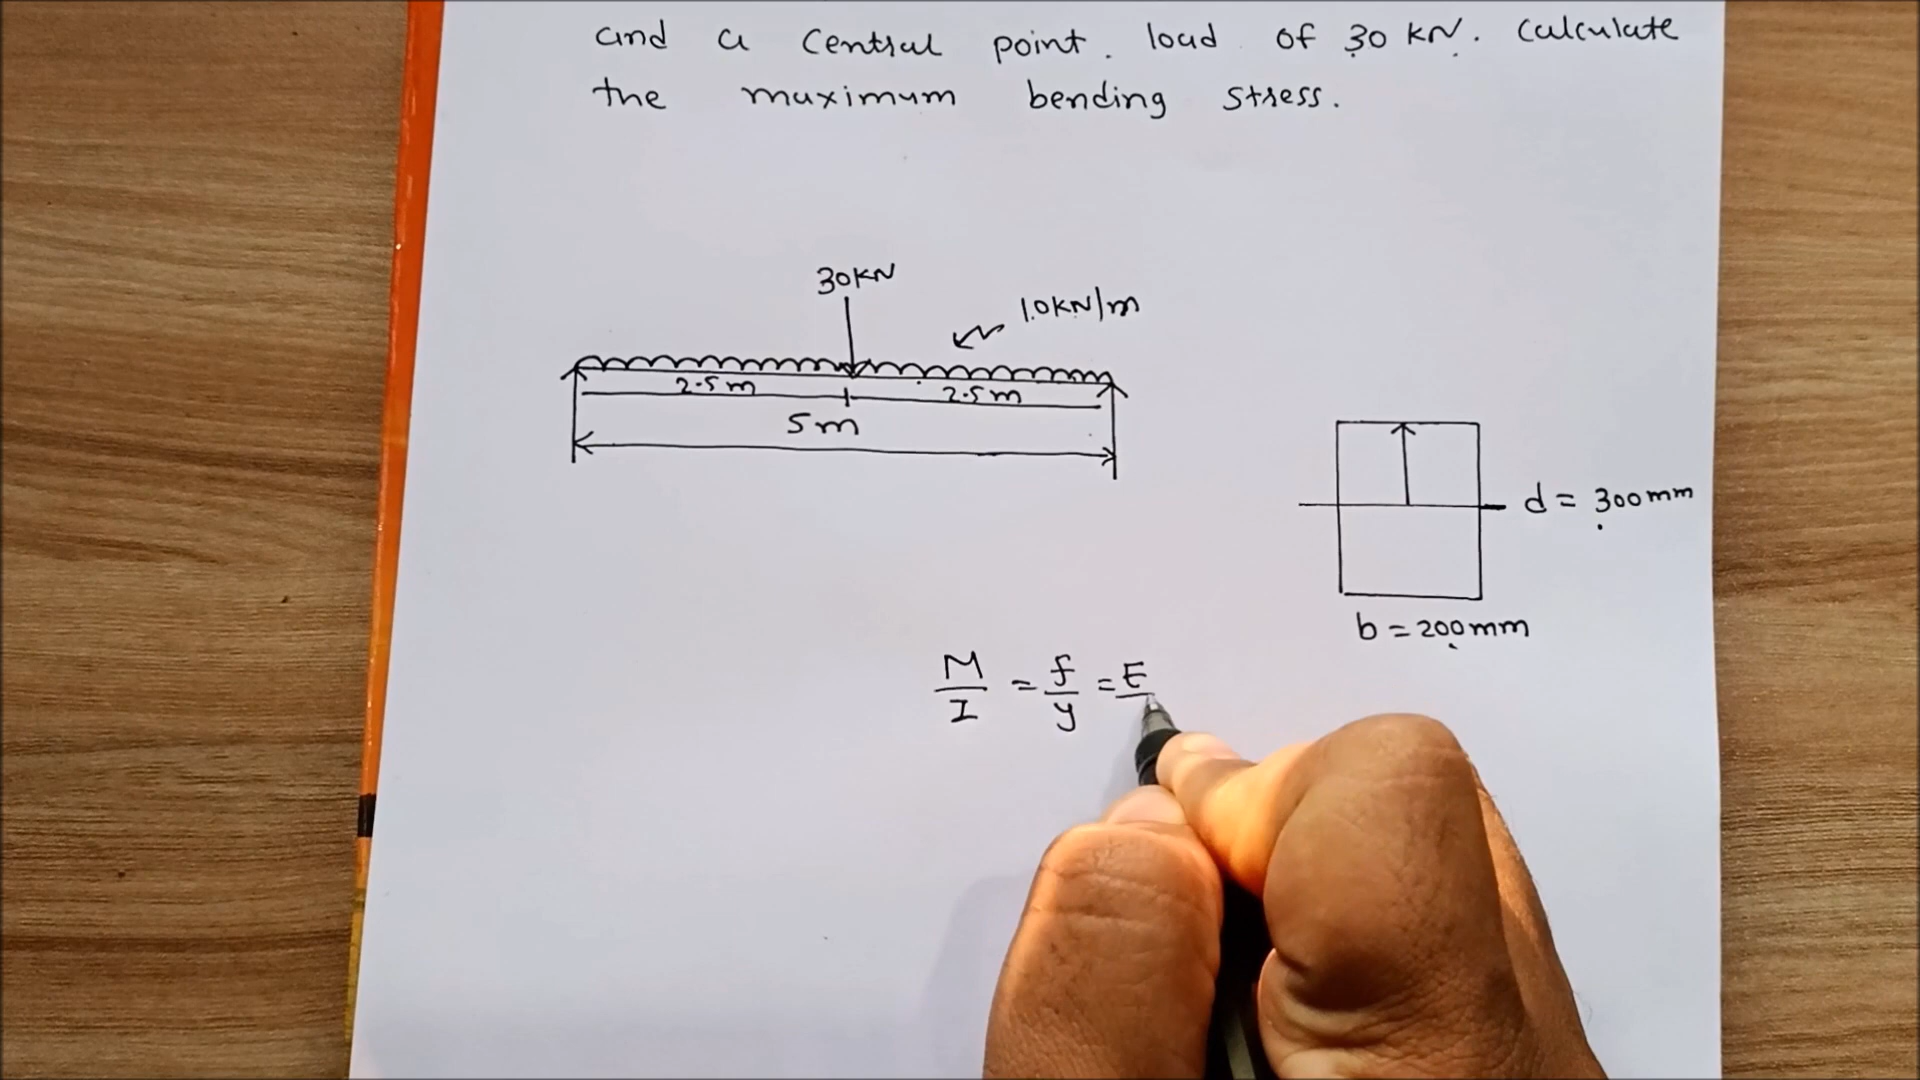 and a central point. load of 30 kN. Calculate
the maximum bending stress.
30KN
1.0KN/m
2.5m 2.5m
5m
d = 300mm
b = 200mm
M/I = f/y = E